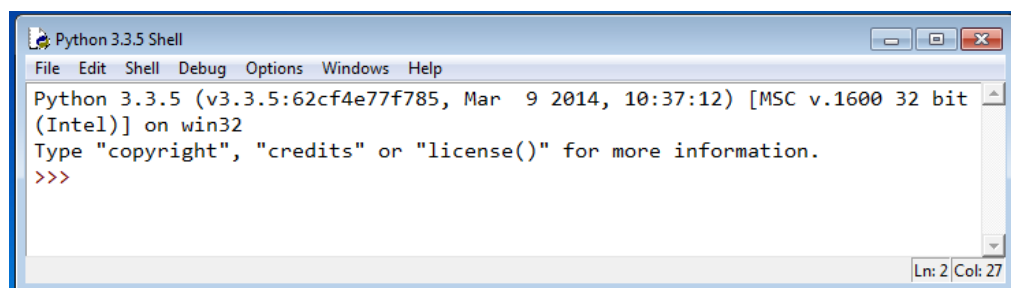 Python 3.3.5 Shell
File Edit Shell Debug Options Windows Help
Python 3.3.5 (v3.3.5:62cf4e77f785, Mar  9 2014, 10:37:12) [MSC v.1600 32 bit
(Intel)] on win32
Type "copyright", "credits" or "license()" for more information.
>>>
Ln: 2 Col: 27